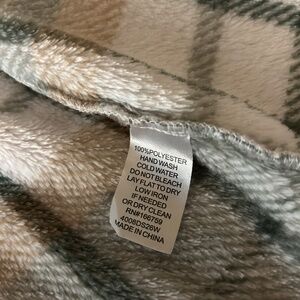 100%POLYESTER
HAND WASH
COLD WATER
DO NOT BLEACH
LAY FLAT TO DRY
LOW IRON
IF NEEDED
OR DRY CLEAN
RN#166759
4008DS26W
MADE IN CHINA